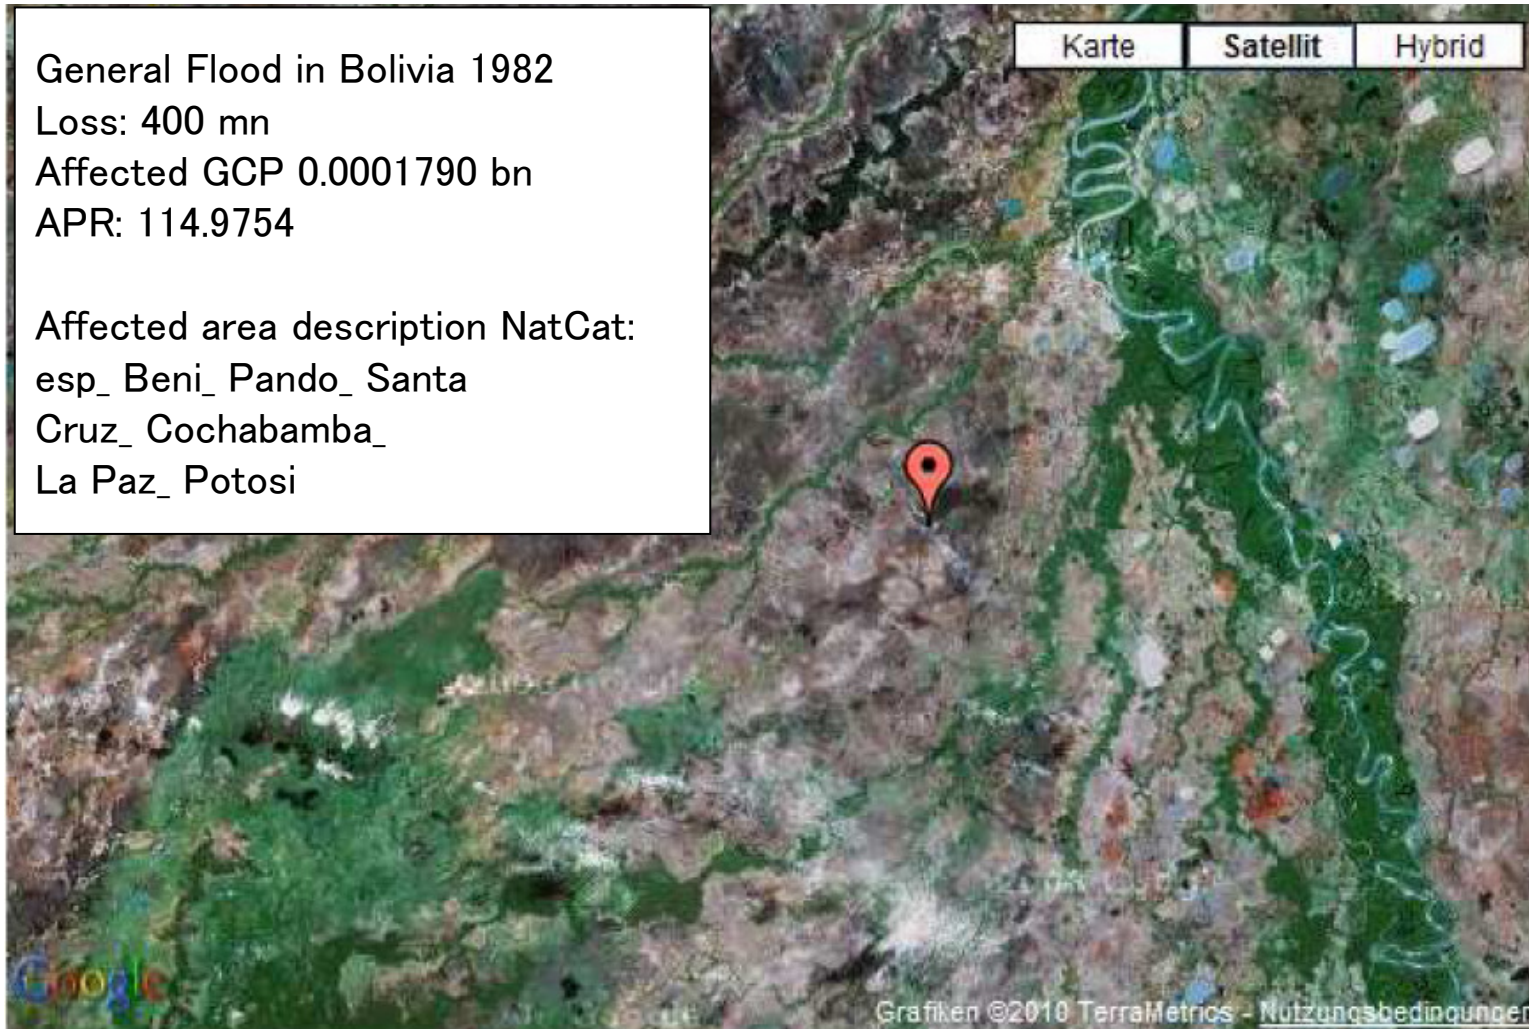 General Flood in Bolivia 1982
Loss: 400 mn
Affected GCP 0.0001790 bn
APR: 114.9754
Affected area description NatCat:
esp_ Beni_ Pando_ Santa
Cruz_ Cochabamba_
La Paz_ Potosi
Karte Satellit Hybrid
Google
Grafiken ©2010 TerraMetrics - Nutzungsbedingungen